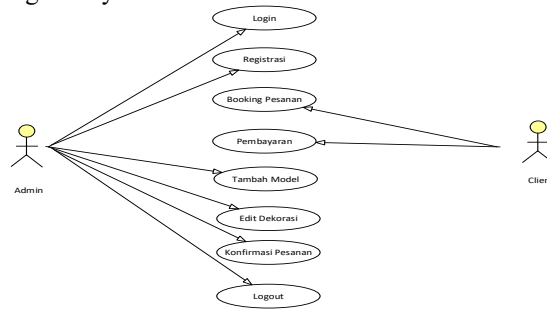 Login
Registrasi
Booking Pesanan
Pembayaran
Tambah Model
Edit Dekorasi
Konfirmasi Pesanan
Logout
Admin